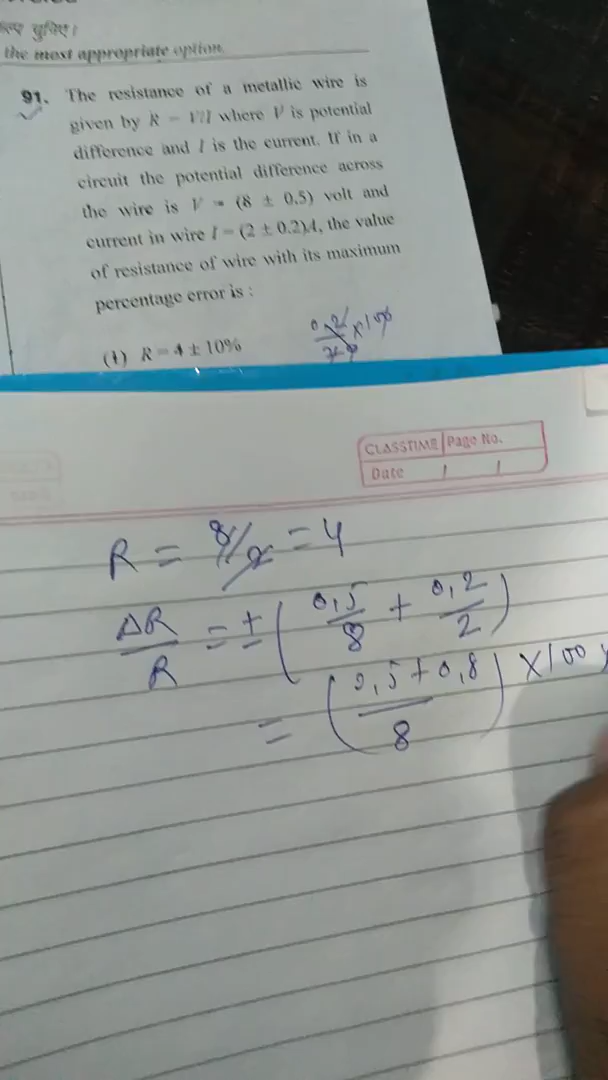 चुनिए।
the most appropriate option.
91. The resistance of a metallic wire is
given by R = V/I where V is potential
difference and I is the current. If in a
circuit the potential difference across
the wire is V = (8 ± 0.5) volt and
current in wire I = (2 ± 0.2)A, the value
of resistance of wire with its maximum
percentage error is :
(1) R = 4 ± 10%
CLASSTIME Page No.
Date / /
R = 8/2 = 4
ΔR/R = ± (0.5/8 + 0.2/2)
= (0.5+0.8/8) × 100